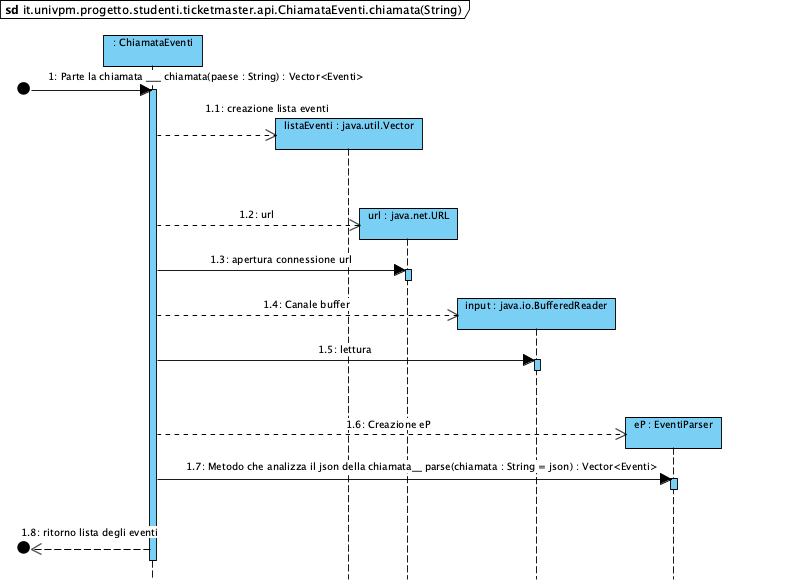 sd it.univpm.progetto.studenti.ticketmaster.api.ChiamataEventi.chiamata(String)
: ChiamataEventi
1: Parte la chiamata ___ chiamata(paese : String) : Vector<Eventi>
1.1: creazione lista eventi
listaEventi : java.util.Vector
1.2: url
url : java.net.URL
1.3: apertura connessione url
1.4: Canale buffer
input : java.io.BufferedReader
1.5: lettura
1.6: Creazione eP
eP : EventiParser
1.7: Metodo che analizza il json della chiamata__ parse(chiamata : String = json) : Vector<Eventi>
1.8: ritorno lista degli eventi